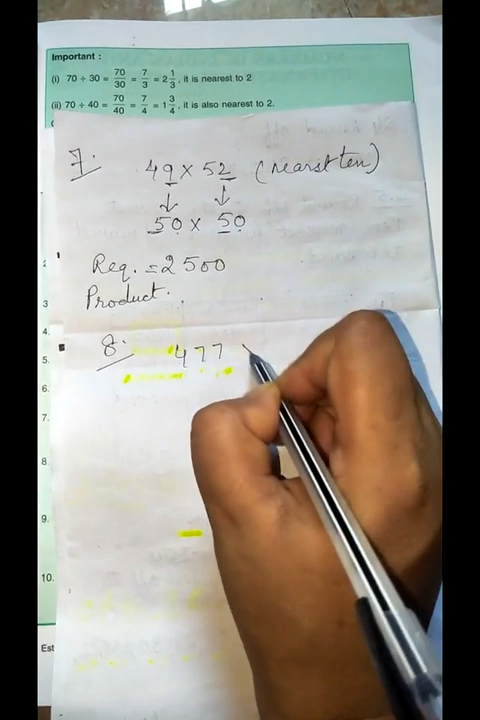 Important :
(i) 70 ÷ 30 = 70/30 = 7/3 = 2 1/3, it is nearest to 2
(ii) 70 ÷ 40 = 70/40 = 7/4 = 1 3/4, it is also nearest to 2.
7. 49 × 52 (nearst ten)
↓ ↓
50 × 50
Req. = 2500
Product.
3
8. 477
4.
5.
6.
7.
8.
9.
10.
Est